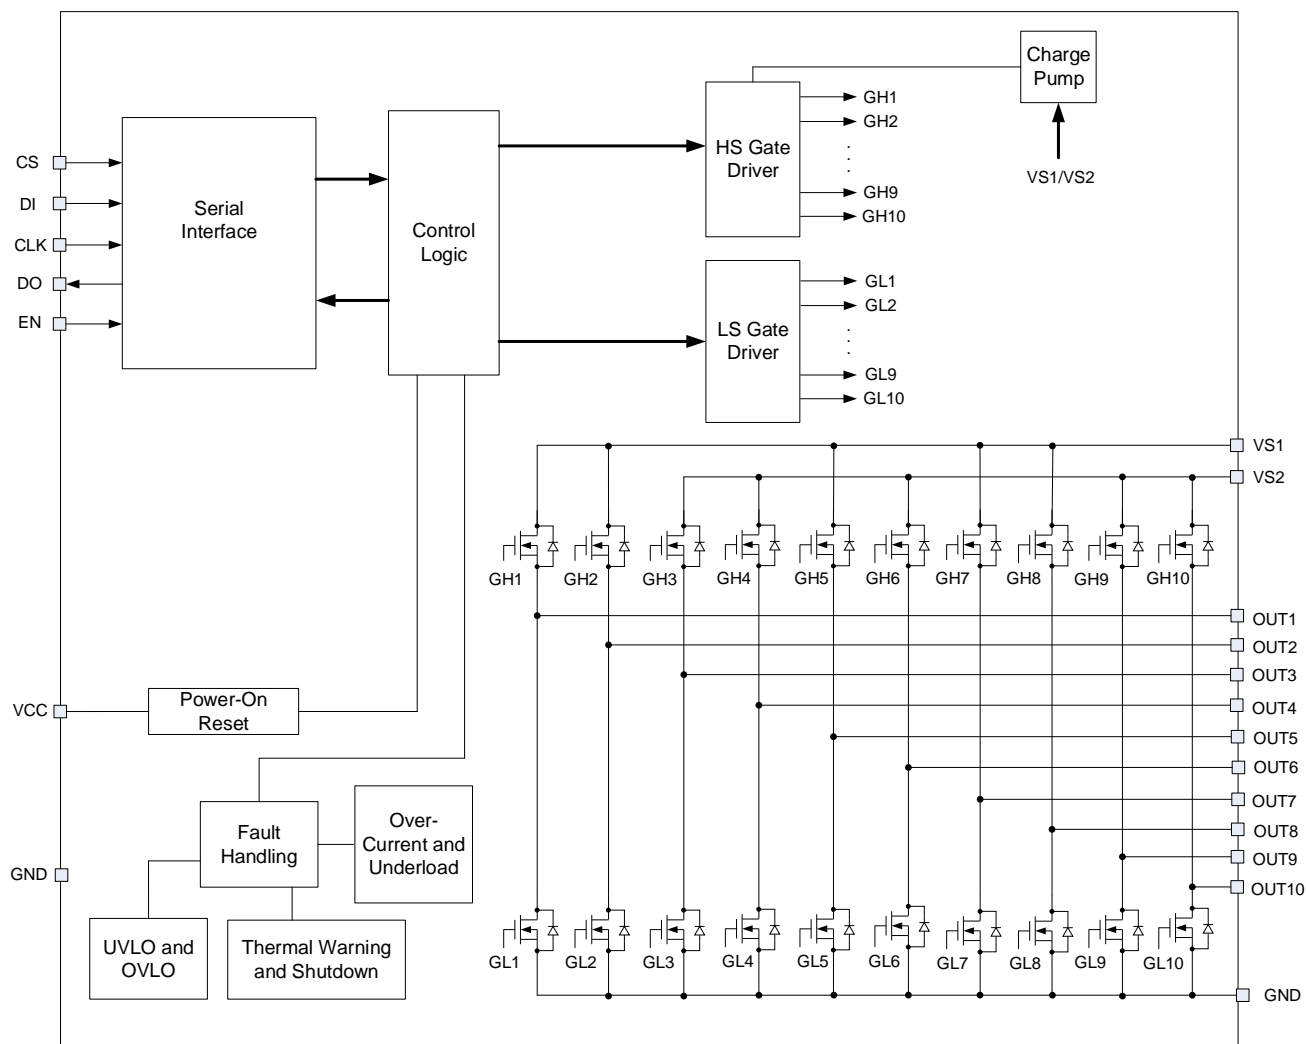 Charge
Pump
VS1/VS2
HS Gate
Driver
GH1
GH2
GH9
GH10
CS
DI
CLK
DO
EN
Serial
Interface
Control
Logic
LS Gate
Driver
GL1
GL2
GL9
GL10
VS1
VS2
GH1
GH2
GH3
GH4
GH5
GH6
GH7
GH8
GH9
GH10
OUT1
OUT2
OUT3
OUT4
OUT5
OUT6
OUT7
OUT8
OUT9
OUT10
VCC
Power-On
Reset
Fault
Handling
Over-
Current and
Underload
GND
UVLO and
OVLO
Thermal Warning
and Shutdown
GL1
GL2
GL3
GL4
GL5
GL6
GL7
GL8
GL9
GL10
GND